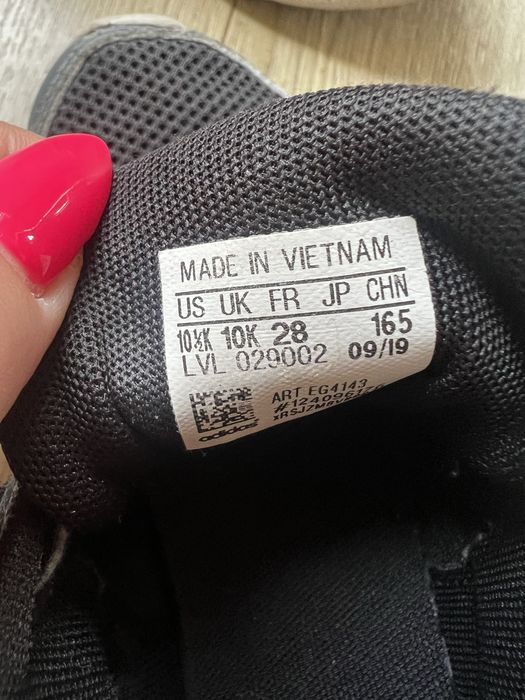 MADE IN VIETNAM
US UK FR JP CHN
10½K 10K 28 165
LVL 029002 09/19
ART EG4143
adidas